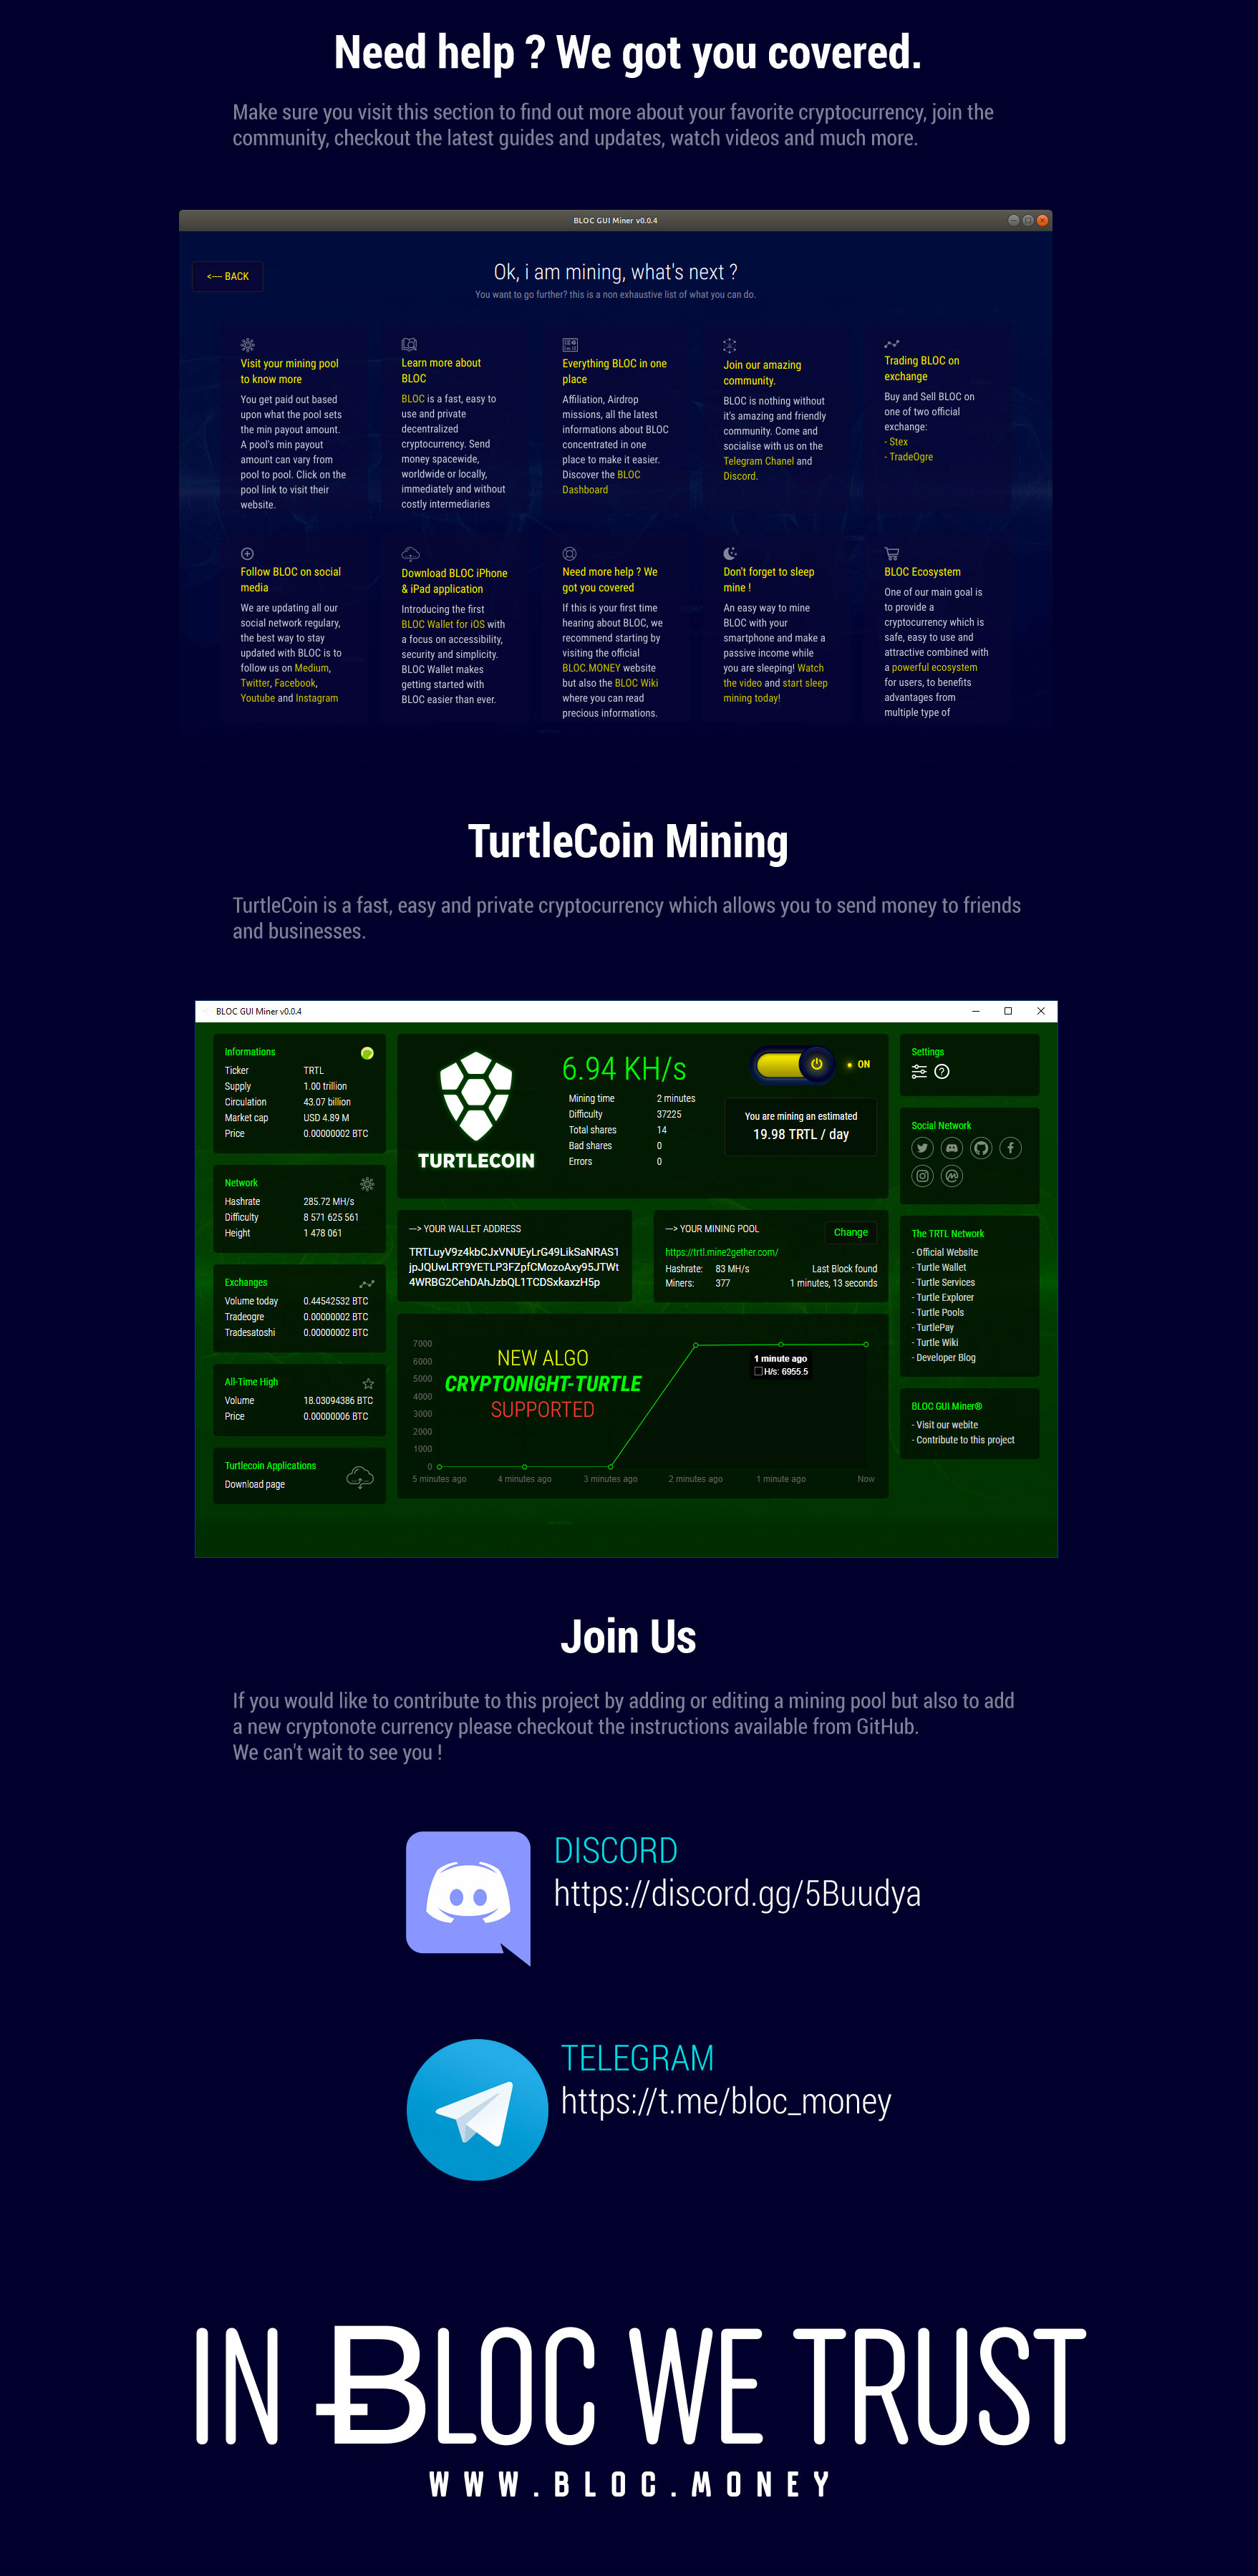 Need help ? We got you covered.
Make sure you visit this section to find out more about your favorite cryptocurrency, join the
community, checkout the latest guides and updates, watch videos and much more.
BLOC GUI Miner v0.0.4
<---- BACK
Ok, i am mining, what's next ?
You want to go further? this is a non exhaustive list of what you can do.
Visit your mining pool
to know more
You get paid out based
upon what the pool sets
the min payout amount.
A pool's min payout
amount can vary from
pool to pool. Click on the
pool link to visit their
website.
Learn more about
BLOC
BLOC is a fast, easy to
use and private
decentralized
cryptocurrency. Send
money spacewide,
worldwide or locally,
immediately and without
costly intermediaries
Everything BLOC in one
place
Affiliation, Airdrop
missions, all the latest
informations about BLOC
concentrated in one
place to make it easier.
Discover the BLOC
Dashboard
Join our amazing
community.
BLOC is nothing without
it's amazing and friendly
community. Come and
socialise with us on the
Telegram Chanel and
Discord.
Trading BLOC on
exchange
Buy and Sell BLOC on
one of two official
exchange:
- Stex
- TradeOgre
Follow BLOC on social
media
We are updating all our
social network regulary,
the best way to stay
updated with BLOC is to
follow us on Medium,
Twitter, Facebook,
Youtube and Instagram
Download BLOC iPhone
& iPad application
Introducing the first
BLOC Wallet for iOS with
a focus on accessibility,
security and simplicity.
BLOC Wallet makes
getting started with
BLOC easier than ever.
Need more help ? We
got you covered
If this is your first time
hearing about BLOC, we
recommend starting by
visiting the official
BLOC.MONEY website
but also the BLOC Wiki
where you can read
precious informations.
Don't forget to sleep
mine !
An easy way to mine
BLOC with your
smartphone and make a
passive income while
you are sleeping! Watch
the video and start sleep
mining today!
BLOC Ecosystem
One of our main goal is
to provide a
cryptocurrency which is
safe, easy to use and
attractive combined with
a powerful ecosystem
for users, to benefits
advantages from
multiple type of
TurtleCoin Mining
TurtleCoin is a fast, easy and private cryptocurrency which allows you to send money to friends
and businesses.
BLOC GUI Miner v0.0.4
Informations
Ticker TRTL
Supply 1.00 trillion
Circulation 43.07 billion
Market cap USD 4.89 M
Price 0.00000002 BTC
Network
Hashrate 285.72 MH/s
Difficulty 8 571 625 561
Height 1 478 061
Exchanges
Volume today 0.44542532 BTC
Tradeogre 0.00000002 BTC
Tradesatoshi 0.00000002 BTC
All-Time High
Volume 18.03094386 BTC
Price 0.00000006 BTC
Turtlecoin Applications
Download page
TURTLECOIN
6.94 KH/s
Mining time 2 minutes
Difficulty 37225
Total shares 14
Bad shares 0
Errors 0
ON
You are mining an estimated
19.98 TRTL / day
---> YOUR WALLET ADDRESS
TRTLuyV9z4kbCJxVNUEyLrG49LikSaNRAS1
jpJQUwLRT9YETLP3FZpfCMozoAxy95JTWt
4WRBG2CehDAhJzbQL1TCDSxkaxzH5p
---> YOUR MINING POOL
Change
https://trtl.mine2gether.com/
Hashrate: 83 MH/s Last Block found
Miners: 377 1 minutes, 13 seconds
7000
6000
5000
4000
3000
2000
1000
0
NEW ALGO
CRYPTONIGHT-TURTLE
SUPPORTED
1 minute ago
H/s: 6955.5
5 minutes ago 4 minutes ago 3 minutes ago 2 minutes ago 1 minute ago Now
Settings
Social Network
The TRTL Network
- Official Website
- Turtle Wallet
- Turtle Services
- Turtle Explorer
- Turtle Pools
- TurtlePay
- Turtle Wiki
- Developer Blog
BLOC GUI Miner®
- Visit our webite
- Contribute to this project
Join Us
If you would like to contribute to this project by adding or editing a mining pool but also to add
a new cryptonote currency please checkout the instructions available from GitHub.
We can't wait to see you !
DISCORD
https://discord.gg/5Buudya
TELEGRAM
https://t.me/bloc_money
IN BLOC WE TRUST
WWW.BLOC.MONEY